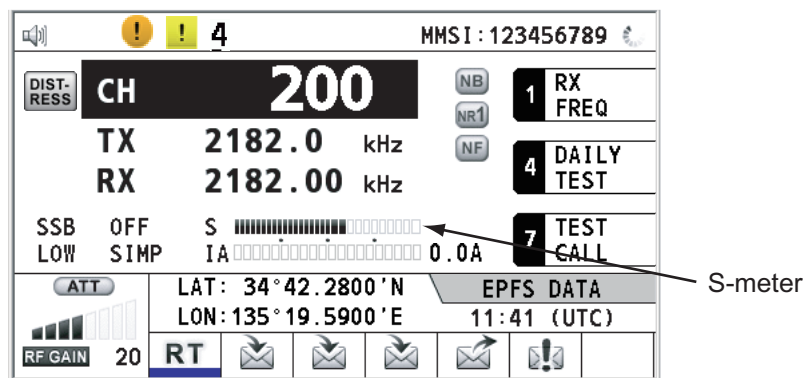 ! ! 4 MMSI:123456789
DIST-RESS CH 200 NB 1 RX FREQ
NR1
TX 2182.0 kHz NF 4 DAILY TEST
RX 2182.00 kHz
SSB OFF S 7 TEST CALL
LOW SIMP IA 0.0A
S-meter
ATT LAT: 34°42.2800'N EPFS DATA
LON:135°19.5900'E 11:41 (UTC)
RF GAIN 20 RT !